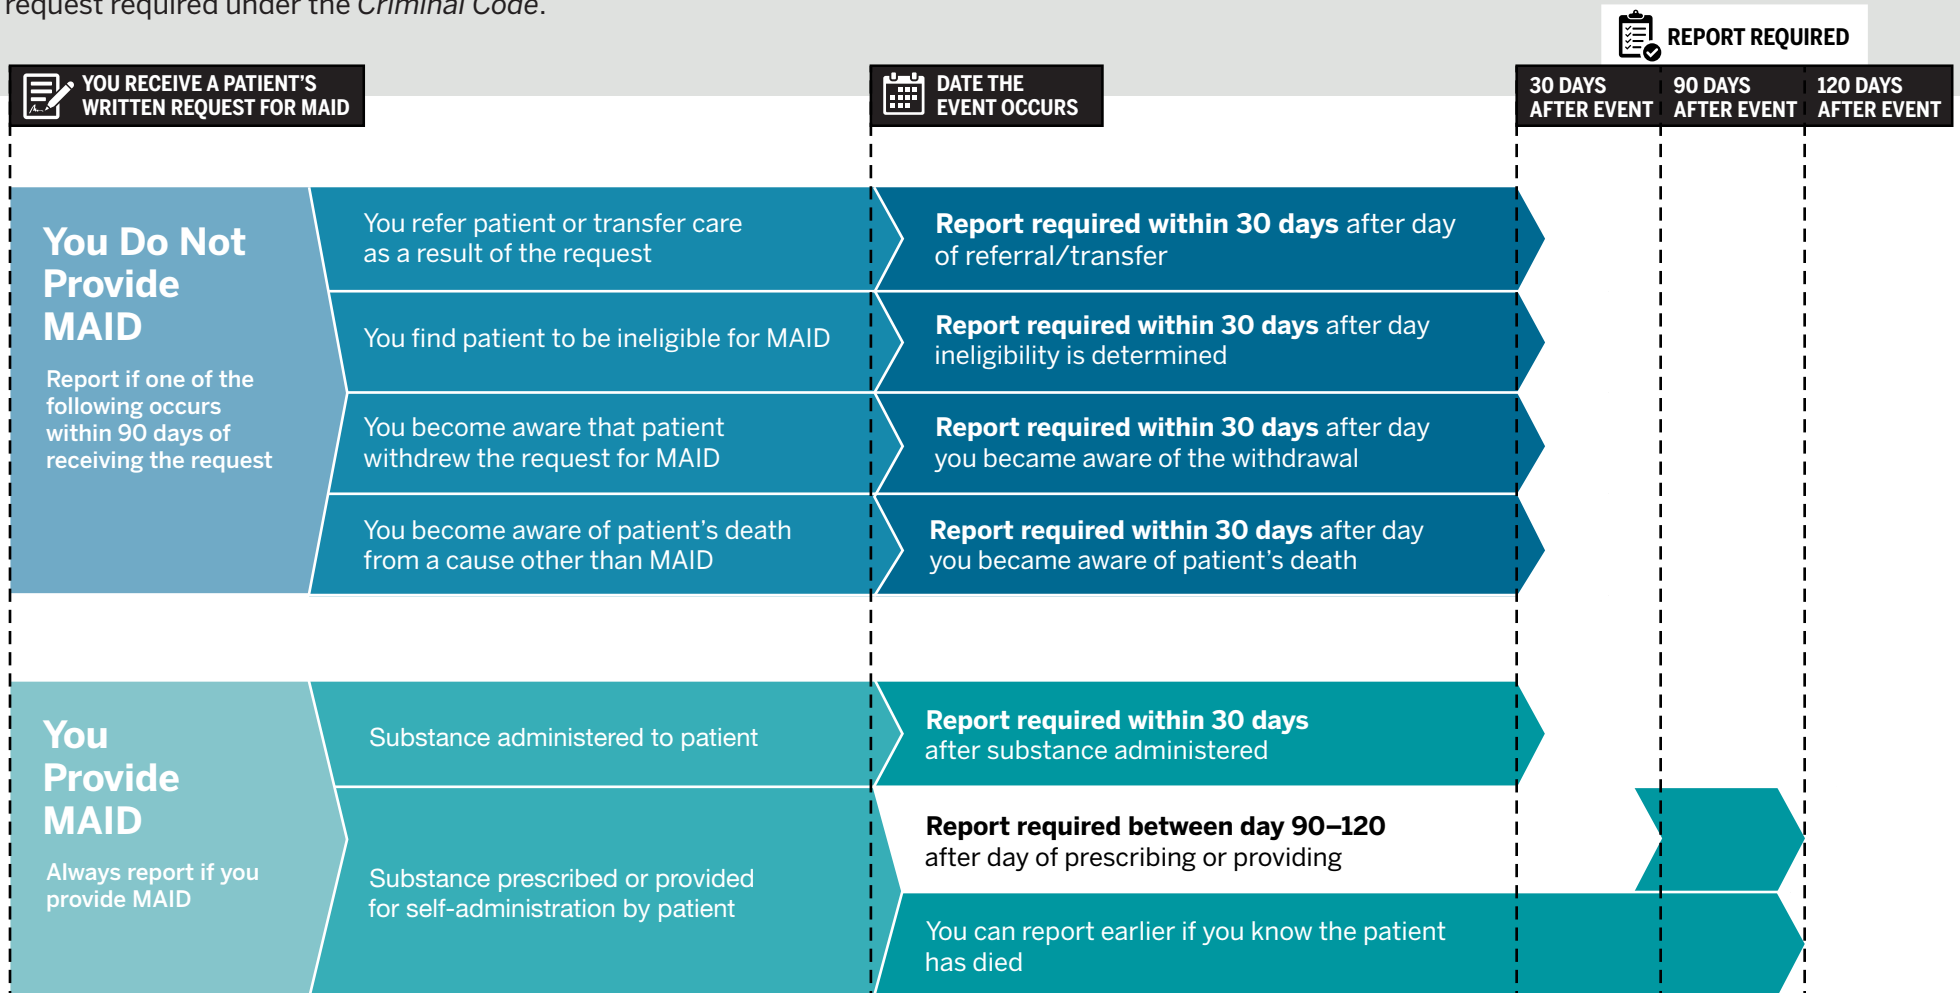 request required under the Criminal Code.
REPORT REQUIRED
YOU RECEIVE A PATIENT'S
WRITTEN REQUEST FOR MAID
DATE THE
EVENT OCCURS
30 DAYS
AFTER EVENT
90 DAYS
AFTER EVENT
120 DAYS
AFTER EVENT
You Do Not
Provide
MAID
Report if one of the
following occurs
within 90 days of
receiving the request
You refer patient or transfer care
as a result of the request
Report required within 30 days after day
of referral/transfer
You find patient to be ineligible for MAID
Report required within 30 days after day
ineligibility is determined
You become aware that patient
withdrew the request for MAID
Report required within 30 days after day
you became aware of the withdrawal
You become aware of patient's death
from a cause other than MAID
Report required within 30 days after day
you became aware of patient's death
You
Provide
MAID
Always report if you
provide MAID
Substance administered to patient
Report required within 30 days
after substance administered
Substance prescribed or provided
for self-administration by patient
Report required between day 90–120
after day of prescribing or providing
You can report earlier if you know the patient
has died